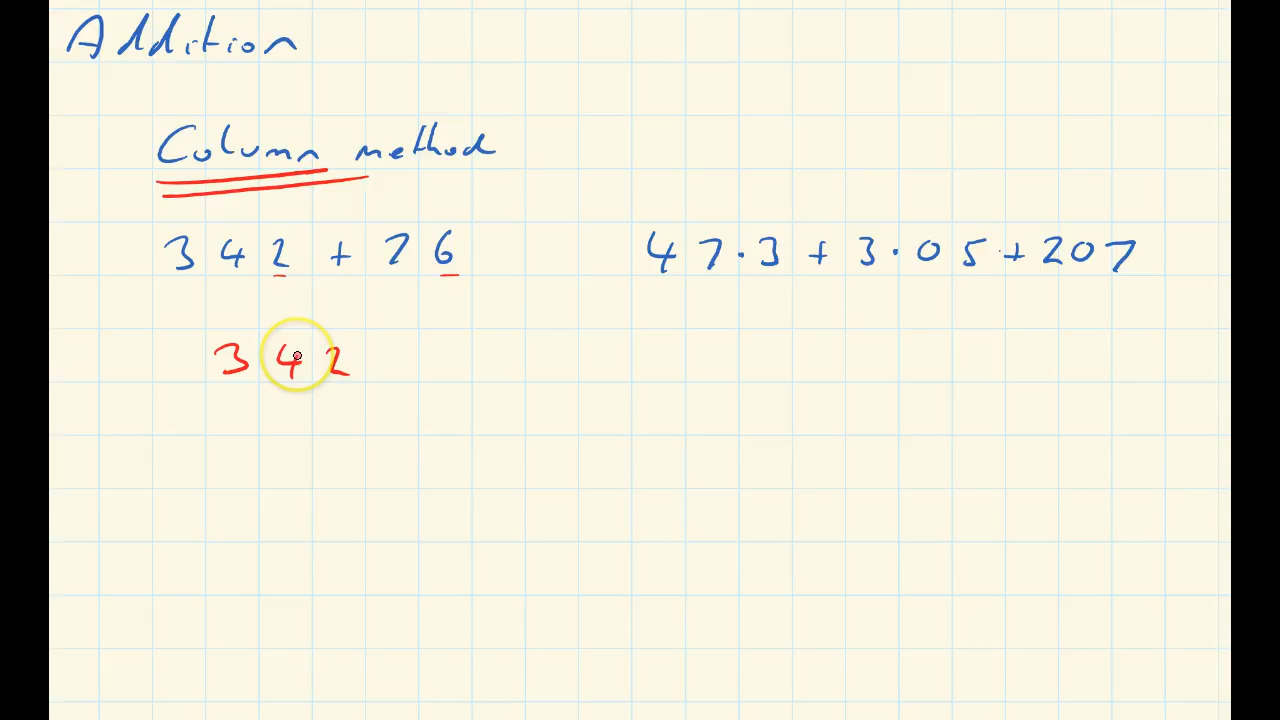 Addition
Column method
342 + 76
47·3 + 3·05 + 207
342